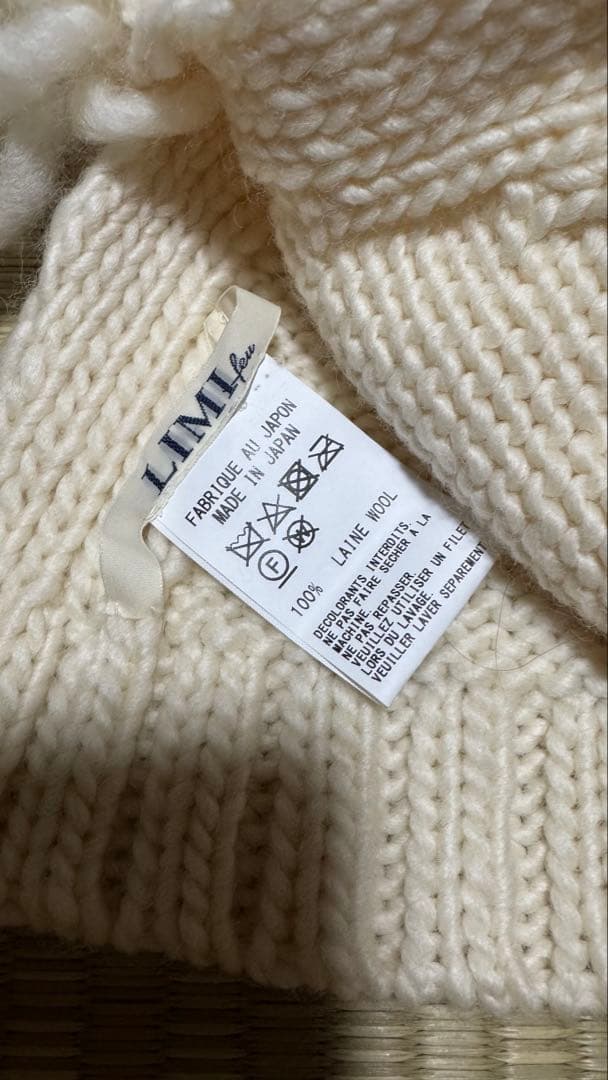 LIMI feu
FABRIQUE AU JAPON
MADE IN JAPAN
F W
100% LAINE WOOL
DECOLORANTS INTERDITS.
NE PAS FAIRE SECHER A LA
MACHINE.
NE PAS REPASSER
VEUILLEZ UTILISER UN FILET
LORS DU LAVAGE.
VEUILLER LAVER SEPAREMENT